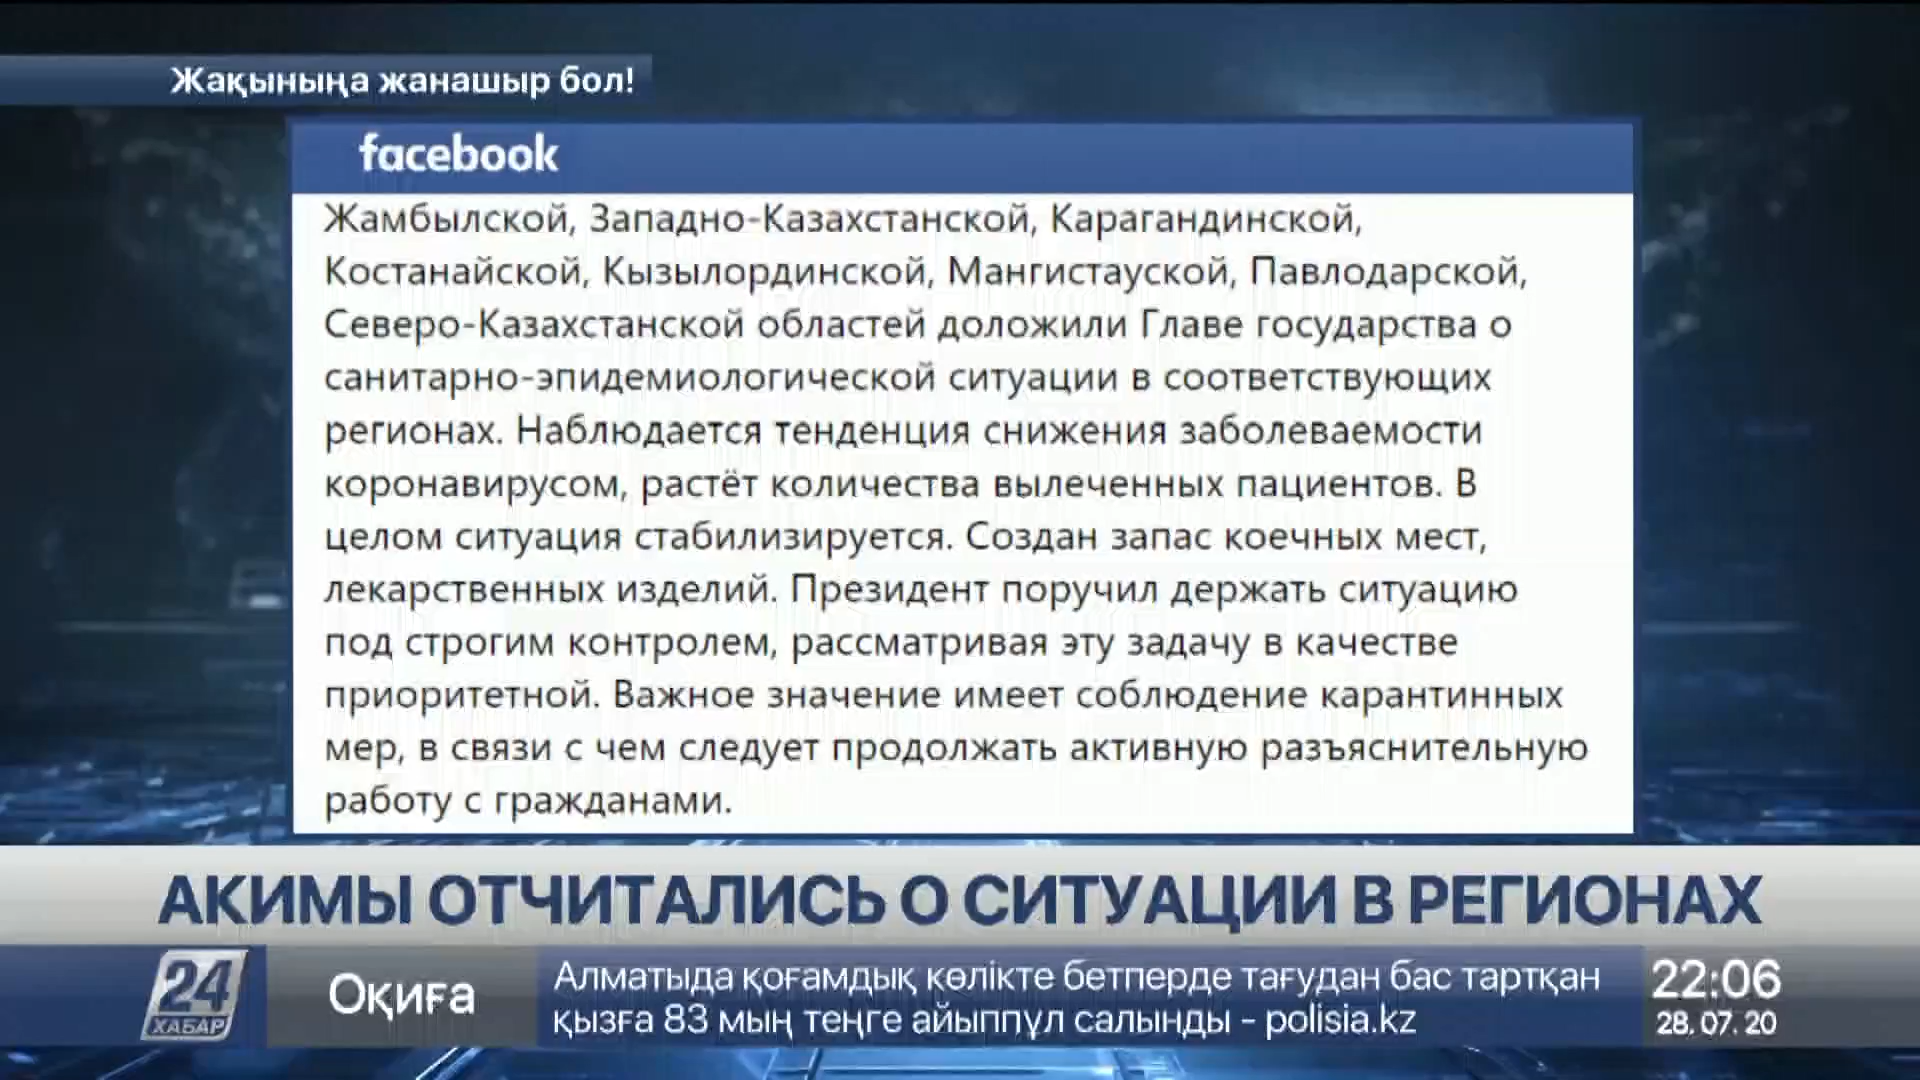 Жақыныңа жанашыр бол!
facebook
Жамбылской, Западно-Казахстанской, Карагандинской,
Костанайской, Кызылординской, Мангистауской, Павлодарской,
Северо-Казахстанской областей доложили Главе государства о
санитарно-эпидемиологической ситуации в соответствующих
регионах. Наблюдается тенденция снижения заболеваемости
коронавирусом, растёт количества вылеченных пациентов. В
целом ситуация стабилизируется. Создан запас коечных мест,
лекарственных изделий. Президент поручил держать ситуацию
под строгим контролем, рассматривая эту задачу в качестве
приоритетной. Важное значение имеет соблюдение карантинных
мер, в связи с чем следует продолжать активную разъяснительную
работу с гражданами.
АКИМЫ ОТЧИТАЛИСЬ О СИТУАЦИИ В РЕГИОНАХ
24
ХАБАР
Оқиға
Алматыда қоғамдық көлікте бетперде тағудан бас тартқан
қызға 83 мың теңге айыппұл салынды - polisia.kz
22:06
28. 07. 20